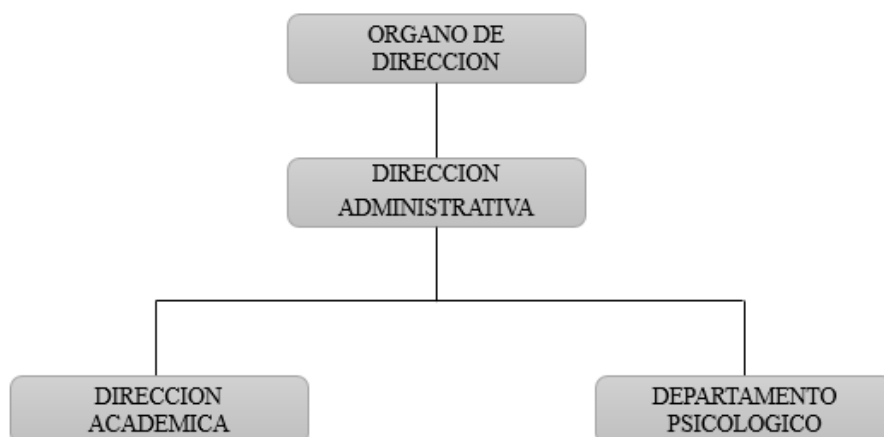 ORGANO DE
DIRECCION
DIRECCION
ADMINISTRATIVA
DIRECCION
ACADEMICA
DEPARTAMENTO
PSICOLOGICO